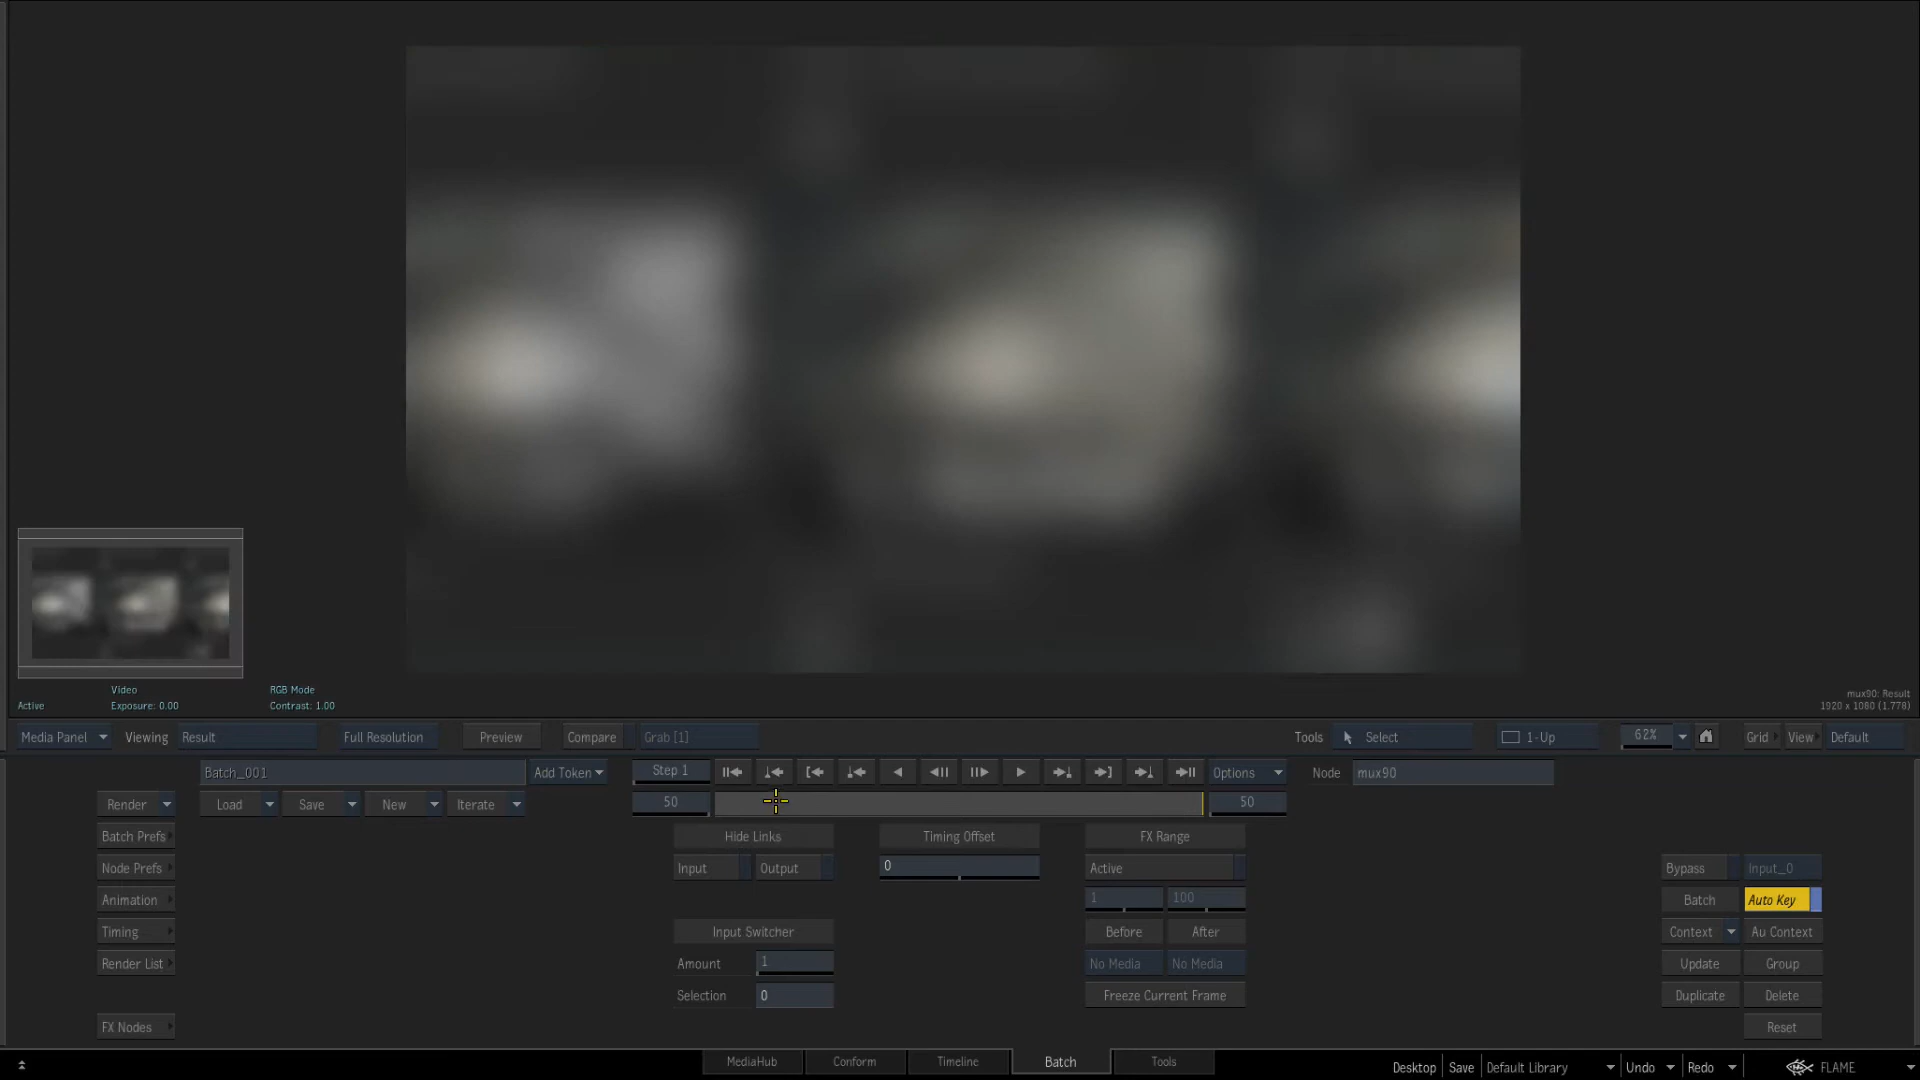 Video
RGB Mode
Active
Exposure: 0.00
Contrast: 1.00
mux90: Result
1920 x 1080 (1.778)
Media Panel
Viewing
Result
Full Resolution
Preview
Compare
Grab [1]
Tools
Select
1-Up
62%
Grid
View
Default
Batch_001
Add Token
Step 1
Options
Node
mux90
Render
Load
Save
New
Iterate
50
50
Batch Prefs
Hide Links
Timing Offset
FX Range
Node Prefs
Input
Output
0
Active
Bypass
Input_0
Animation
1
100
Batch
Auto Key
Timing
Input Switcher
Before
After
Context
Au Context
Render List
Amount
1
No Media
No Media
Update
Group
Selection
0
Freeze Current Frame
Duplicate
Delete
FX Nodes
Reset
MediaHub
Conform
Timeline
Batch
Tools
Desktop
Save
Default Library
Undo
Redo
FLAME